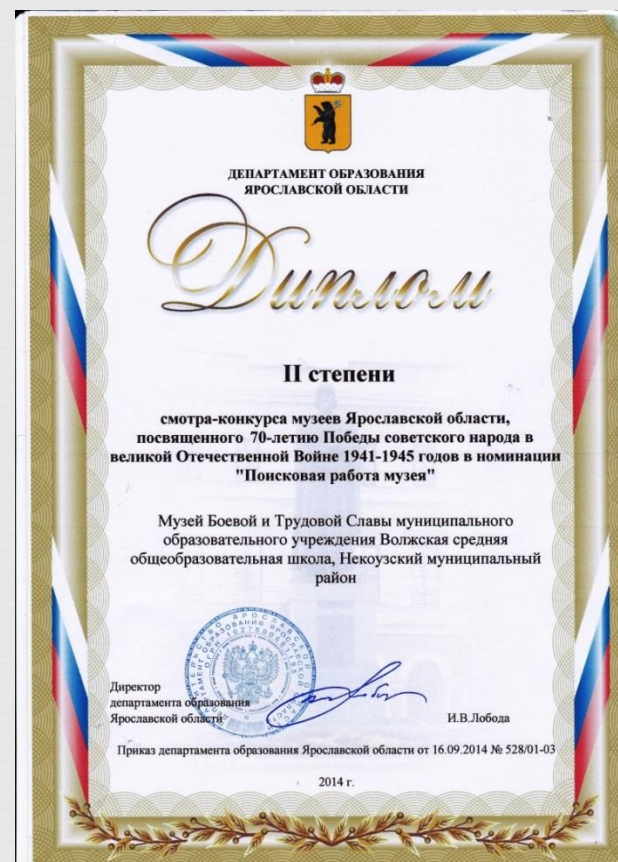 ДЕПАРТАМЕНТ ОБРАЗОВАНИЯ
ЯРОСЛАВСКОЙ ОБЛАСТИ
Диплом
II степени
смотра-конкурса музеев Ярославской области,
посвященного 70-летию Победы советского народа в
великой Отечественной Войне 1941-1945 годов в номинации
"Поисковая работа музея"
Музей Боевой и Трудовой Славы муниципального
образовательного учреждения Волжская средняя
общеобразовательная школа, Некоузский муниципальный
район
Директор
департамента образования
Ярославской области
И.В.Лобода
Приказ департамента образования Ярославской области от 16.09.2014 № 528/01-03
2014 г.